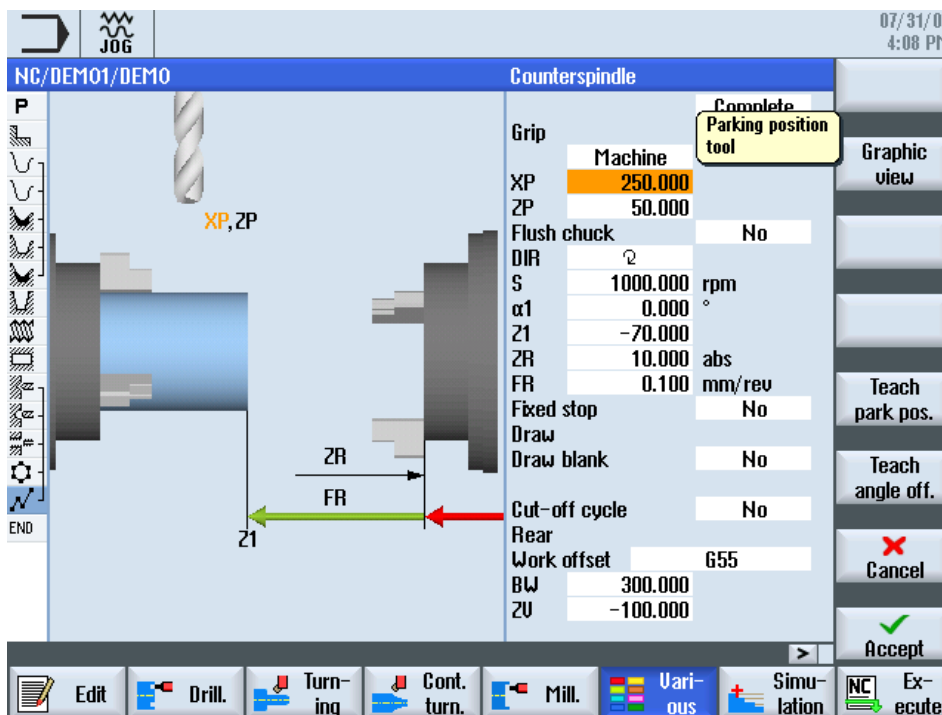 07/31/0
JOG
4:08 PM
NC/DEMO1/DEMO
Counterspindle
P
Complete
Parking position
tool
Grip
Machine
Graphic
view
XP 250.000
ZP 50.000
XP, ZP
Flush chuck No
DIR
S 1000.000 rpm
α1 0.000 °
Z1 -70.000
ZR 10.000 abs
FR 0.100 mm/rev
Teach
park pos.
Fixed stop No
Draw
Draw blank No
ZR
FR
Teach
angle off.
Cut-off cycle No
END
Z1
Rear
Work offset G55
BW 300.000
ZV -100.000
Cancel
Accept
>
Edit
Drill.
Turn-
ing
Cont.
turn.
Mill.
Vari-
ous
Simu-
lation
NC
Ex-
ecute